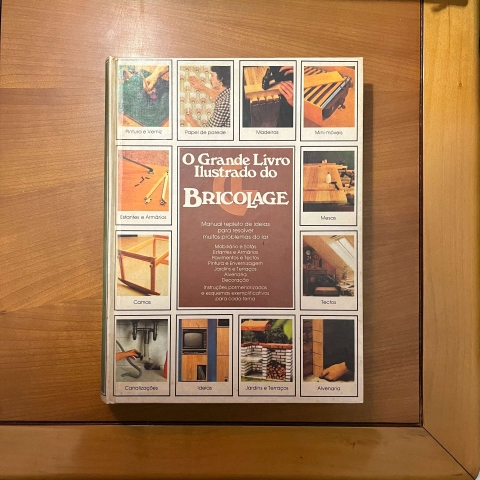 Pintura e Verniz
Papel de parede
Madeiras
Mini-móveis
O Grande Livro
Ilustrado do
BRICOLAGE
Manual repleto de ideias
para resolver
muitos problemas do lar
Mobiliário e Sofás
Estantes e Armários
Pavimentos e Tectos
Pintura e Envernizagem
Jardins e Terraços
Alvenaria
Decoração
Instruções pormenorizadas
e esquemas exemplificativos
para cada tema
Estantes e Armários
Mesas
Camas
Tectos
Canalizações
Ideias
Jardins e Terraços
Alvenaria